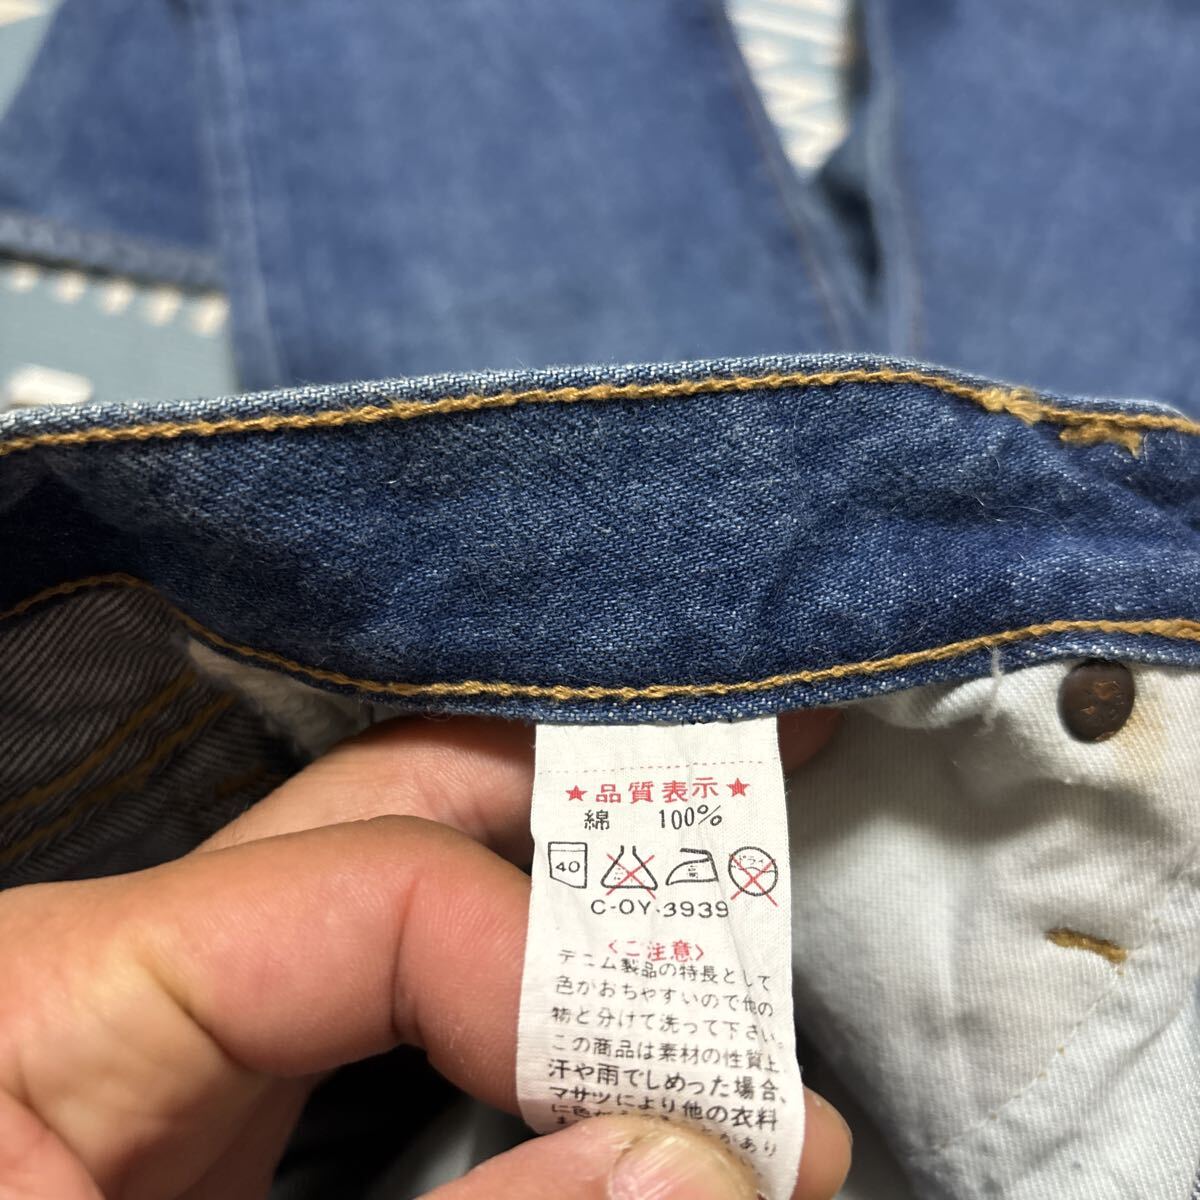 ★品質表示★
綿 100%
40 高 ドライ
C-OY-3939
〈ご注意〉
デニム製品の特長として
色がおちやすいので他の
物と分けて洗って下さい。
この商品は素材の性質上、
汗や雨でしめった場合、
マサツにより他の衣料